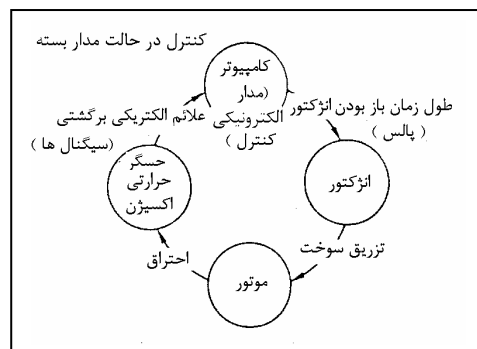 کنترل در حالت مدار بسته
کامپیوتر
(مدار
الکترونیکی
کنترل )
طول زمان باز بودن انژکتور
( پالس )
انژکتور
تزریق سوخت
موتور
احتراق
حسگر
حرارتی
اکسیژن
علائم الکتریکی برگشتی
(سیگنال ها )